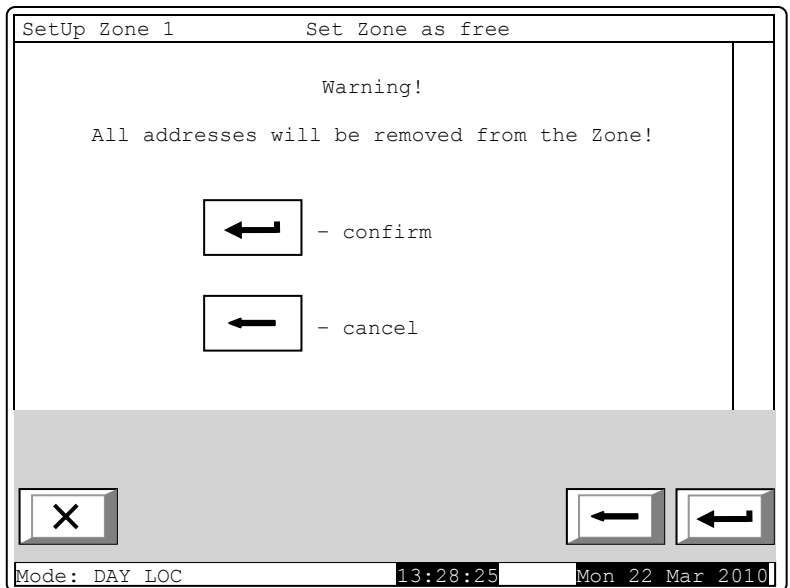 SetUp Zone 1 Set Zone as free
Warning!
All addresses will be removed from the Zone!
- confirm
- cancel
Mode: DAY LOC 13:28:25 Mon 22 Mar 2010